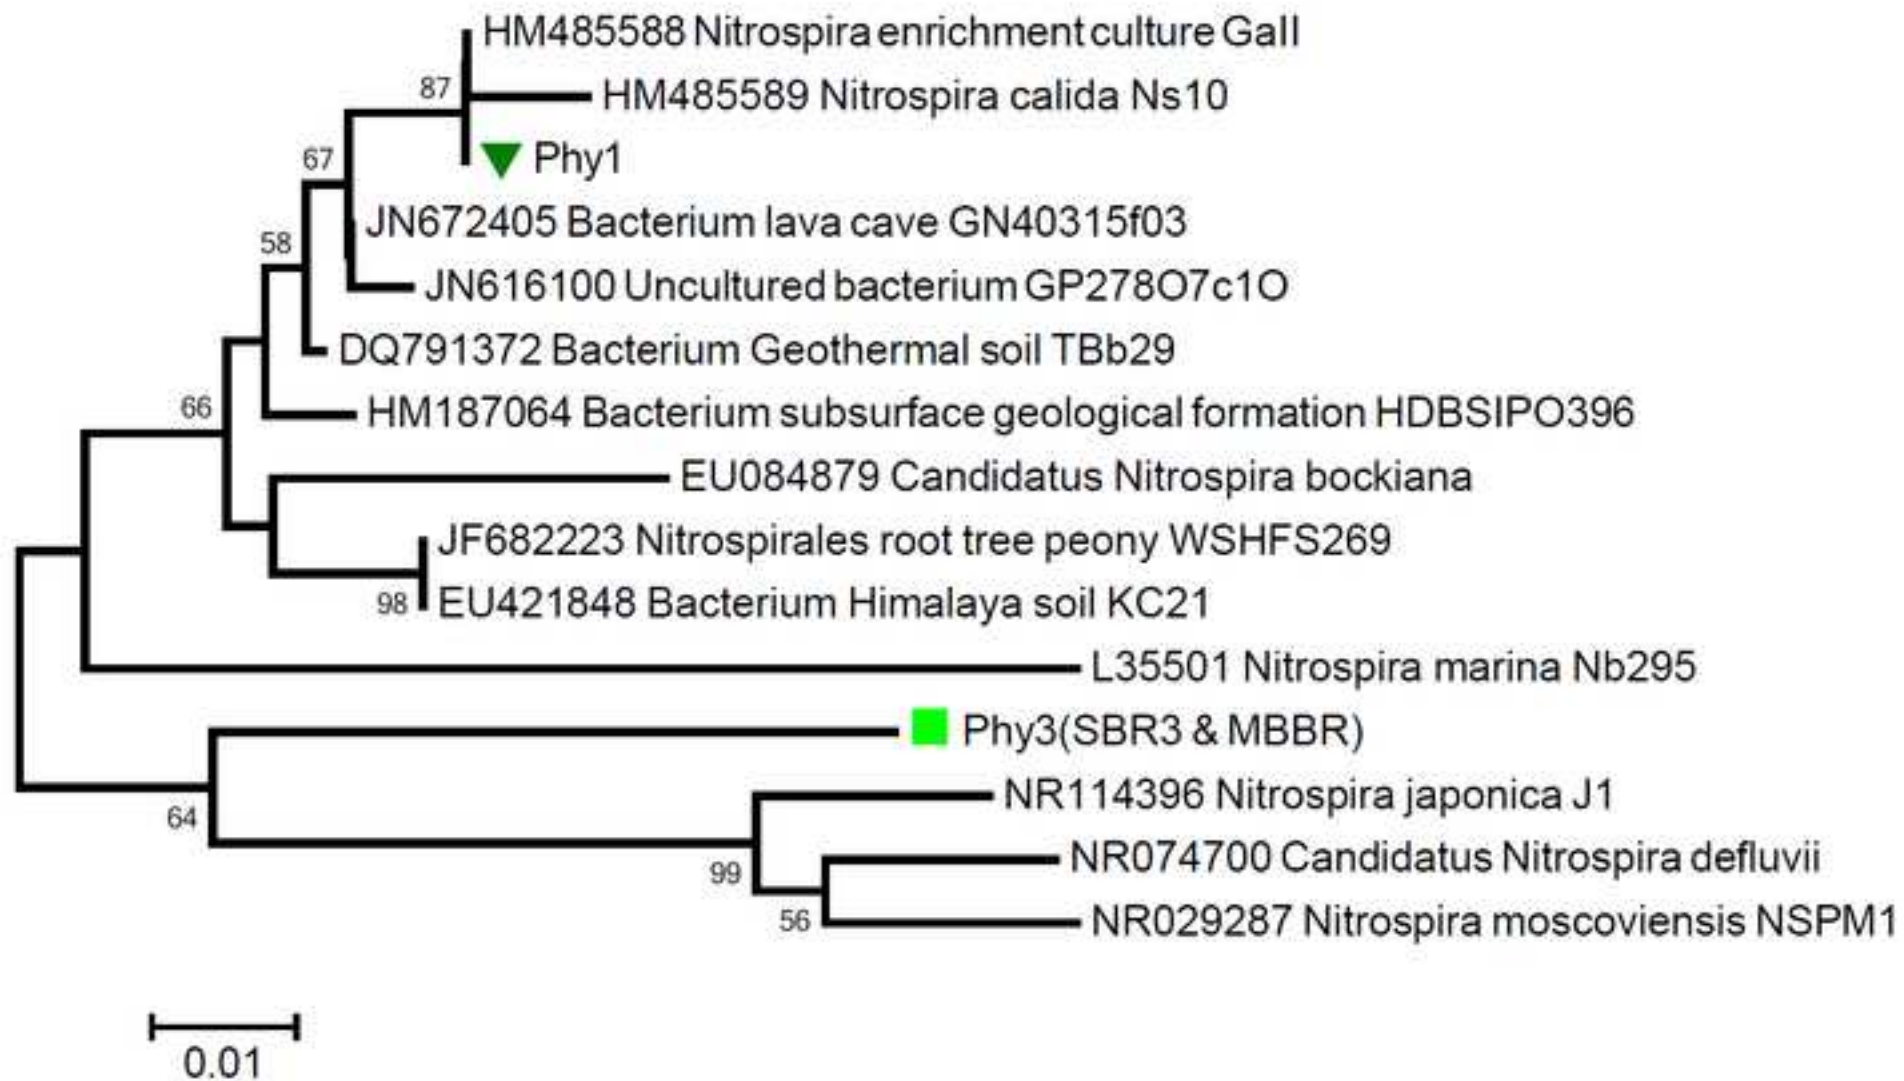 HM485588 Nitrospira enrichment culture GaII
87
HM485589 Nitrospira calida Ns10
67
Phy1
JN672405 Bacterium lava cave GN40315f03
58
JN616100 Uncultured bacterium GP278O7c1O
DQ791372 Bacterium Geothermal soil TBb29
66
HM187064 Bacterium subsurface geological formation HDBSIPO396
EU084879 Candidatus Nitrospira bockiana
JF682223 Nitrospirales root tree peony WSHFS269
98
EU421848 Bacterium Himalaya soil KC21
L35501 Nitrospira marina Nb295
Phy3(SBR3 & MBBR)
NR114396 Nitrospira japonica J1
64
NR074700 Candidatus Nitrospira defluvii
99
56
NR029287 Nitrospira moscoviensis NSPM1
0.01